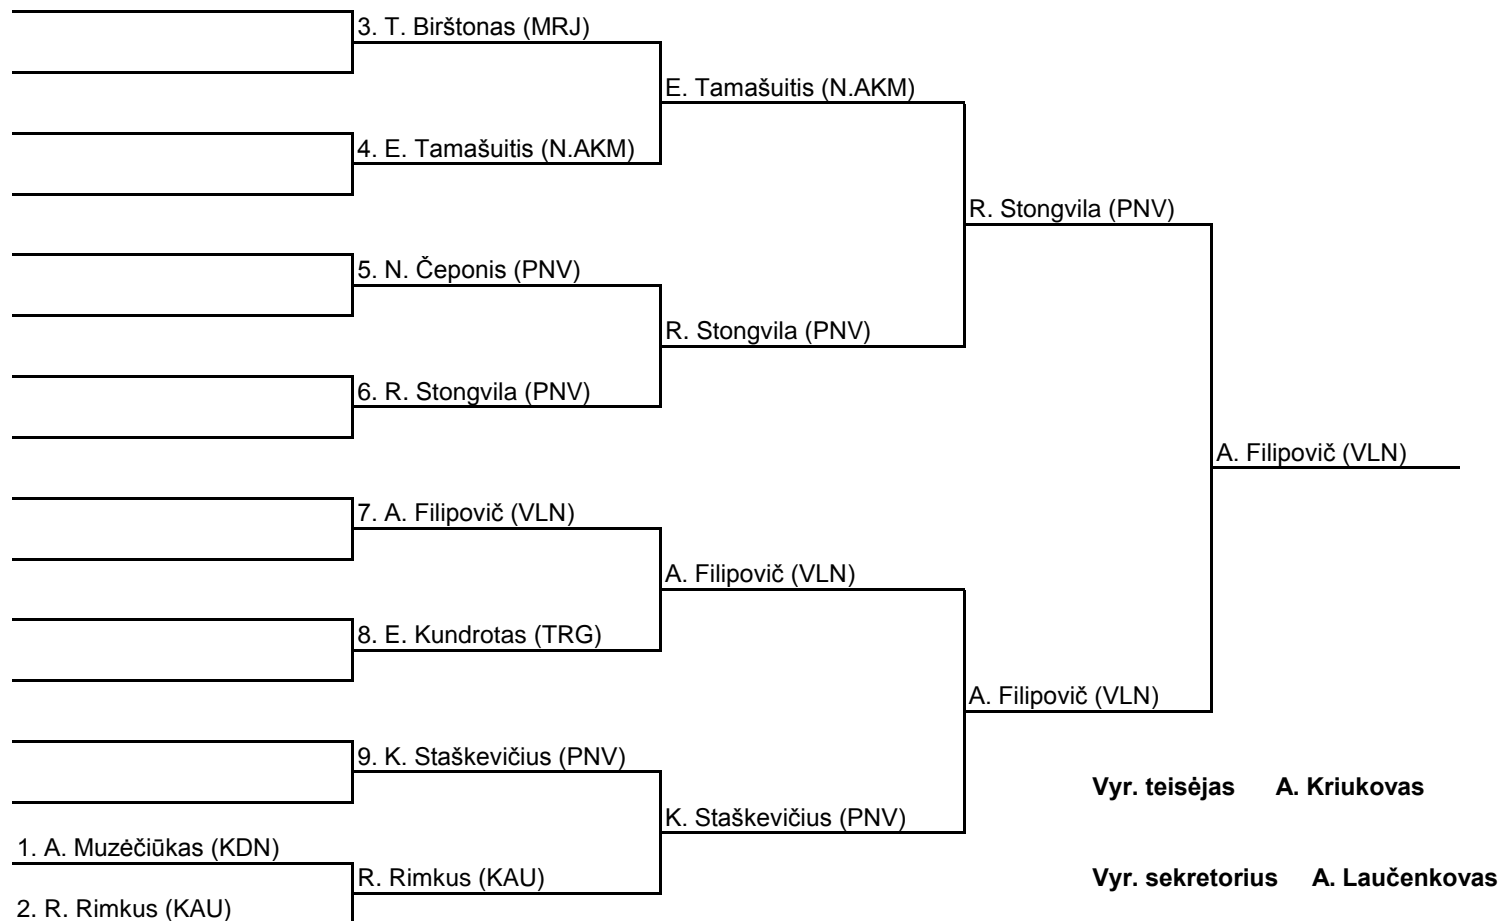 3. T. Birštonas (MRJ)
E. Tamašuitis (N.AKM)
4. E. Tamašuitis (N.AKM)
R. Stongvila (PNV)
5. N. Čeponis (PNV)
R. Stongvila (PNV)
6. R. Stongvila (PNV)
A. Filipovič (VLN)
7. A. Filipovič (VLN)
A. Filipovič (VLN)
8. E. Kundrotas (TRG)
A. Filipovič (VLN)
9. K. Staškevičius (PNV)
Vyr. teisėjas A. Kriukovas
K. Staškevičius (PNV)
1. A. Muzėčiūkas (KDN)
R. Rimkus (KAU)
Vyr. sekretorius A. Laučenkovas
2. R. Rimkus (KAU)